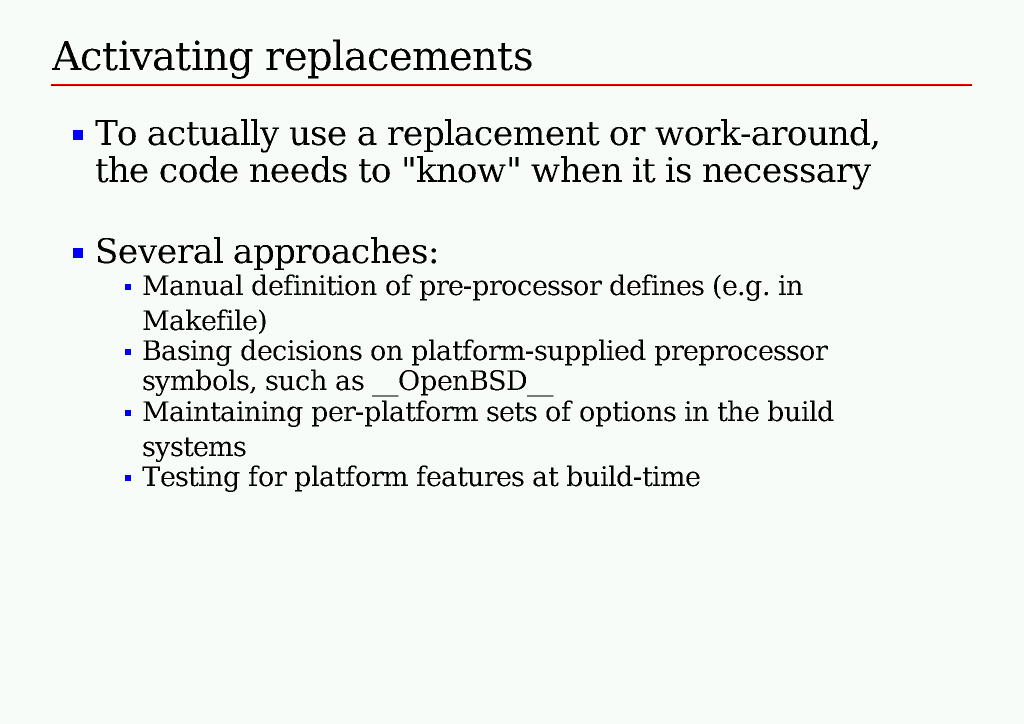 Activating replacements
To actually use a replacement or work-around,
the code needs to "know" when it is necessary
Several approaches:
Manual definition of pre-processor defines (e.g. in
Makefile)
Basing decisions on platform-supplied preprocessor
symbols, such as __OpenBSD__
Maintaining per-platform sets of options in the build
systems
Testing for platform features at build-time